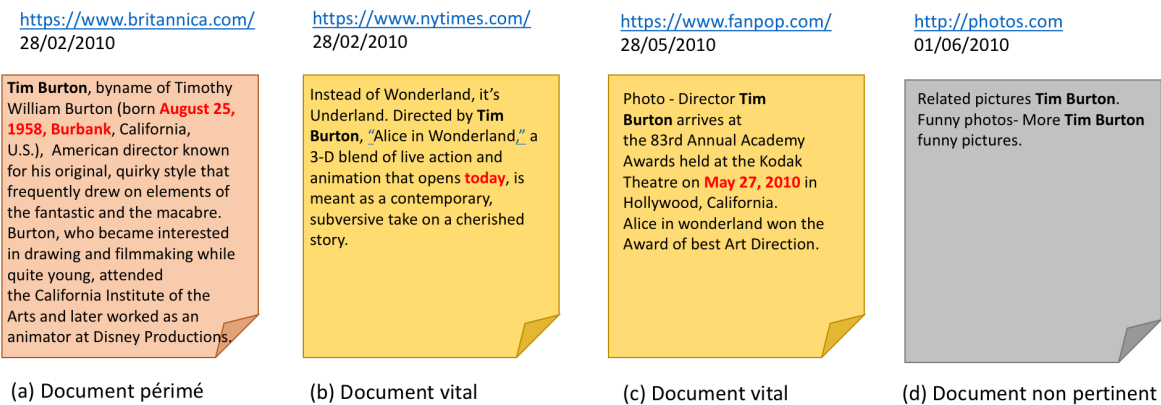 https://www.britannica.com/
28/02/2010
Tim Burton, byname of Timothy
William Burton (born August 25,
1958, Burbank, California,
U.S.), American director known
for his original, quirky style that
frequently drew on elements of
the fantastic and the macabre.
Burton, who became interested
in drawing and filmmaking while
quite young, attended
the California Institute of the
Arts and later worked as an
animator at Disney Productions.
(a) Document périmé
https://www.nytimes.com/
28/02/2010
Instead of Wonderland, it’s
Underland. Directed by Tim
Burton, “Alice in Wonderland,” a
3-D blend of live action and
animation that opens today, is
meant as a contemporary,
subversive take on a cherished
story.
(b) Document vital
https://www.fanpop.com/
28/05/2010
Photo - Director Tim
Burton arrives at
the 83rd Annual Academy
Awards held at the Kodak
Theatre on May 27, 2010 in
Hollywood, California.
Alice in wonderland won the
Award of best Art Direction.
(c) Document vital
http://photos.com
01/06/2010
Related pictures Tim Burton.
Funny photos- More Tim Burton
funny pictures.
(d) Document non pertinent